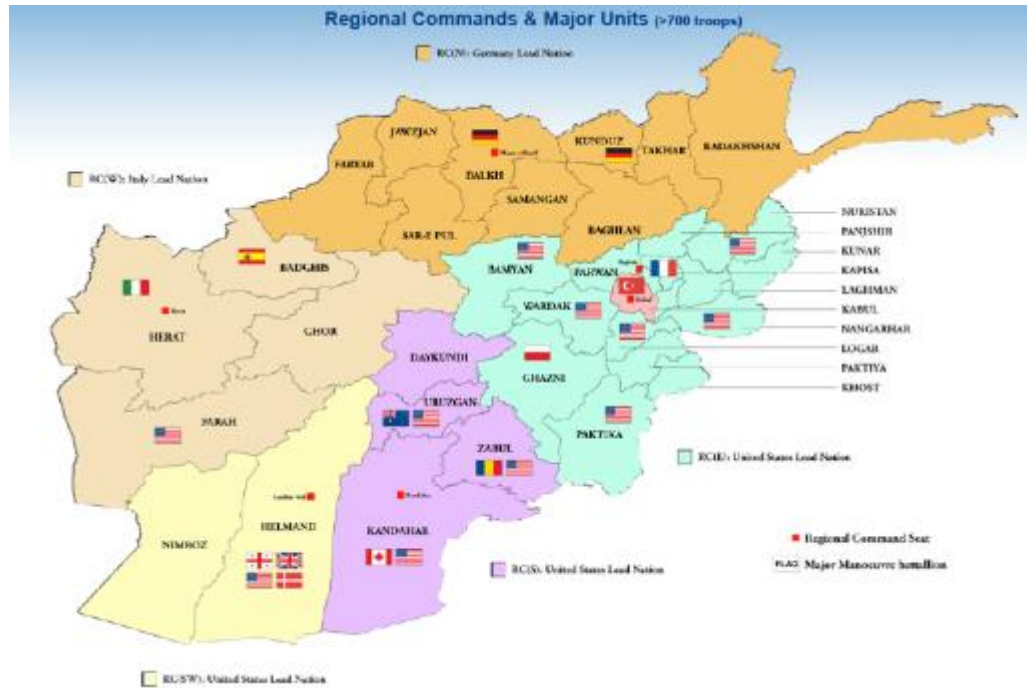 Regional Commands & Major Units (>700 troops)
RC(N): Germany Lead Nation
JAWZJAN
KUNDUZ
FARYAB
BALKH
TAKHAR
BADAKHSHAN
RC(W): Italy Lead Nation
SAMANGAN
SAR-E PUL
BAGHLAN
NURISTAN
PANJSHIR
BADGHIS
BAMYAN
PARWAN
KUNAR
KAPISA
LAGHMAN
WARDAK
KABUL
HERAT
GHOR
NANGARHAR
LOGAR
DAYKUNDI
PAKTIYA
GHAZNI
KHOST
URUZGAN
FARAH
PAKTIKA
ZABUL
RC(E): United States Lead Nation
HELMAND
KANDAHAR
NIMROZ
Regional Command Seat
FLAG Major Manoeuvre battallion
RC(S): United States Lead Nation
RC(SW): United States Lead Nation